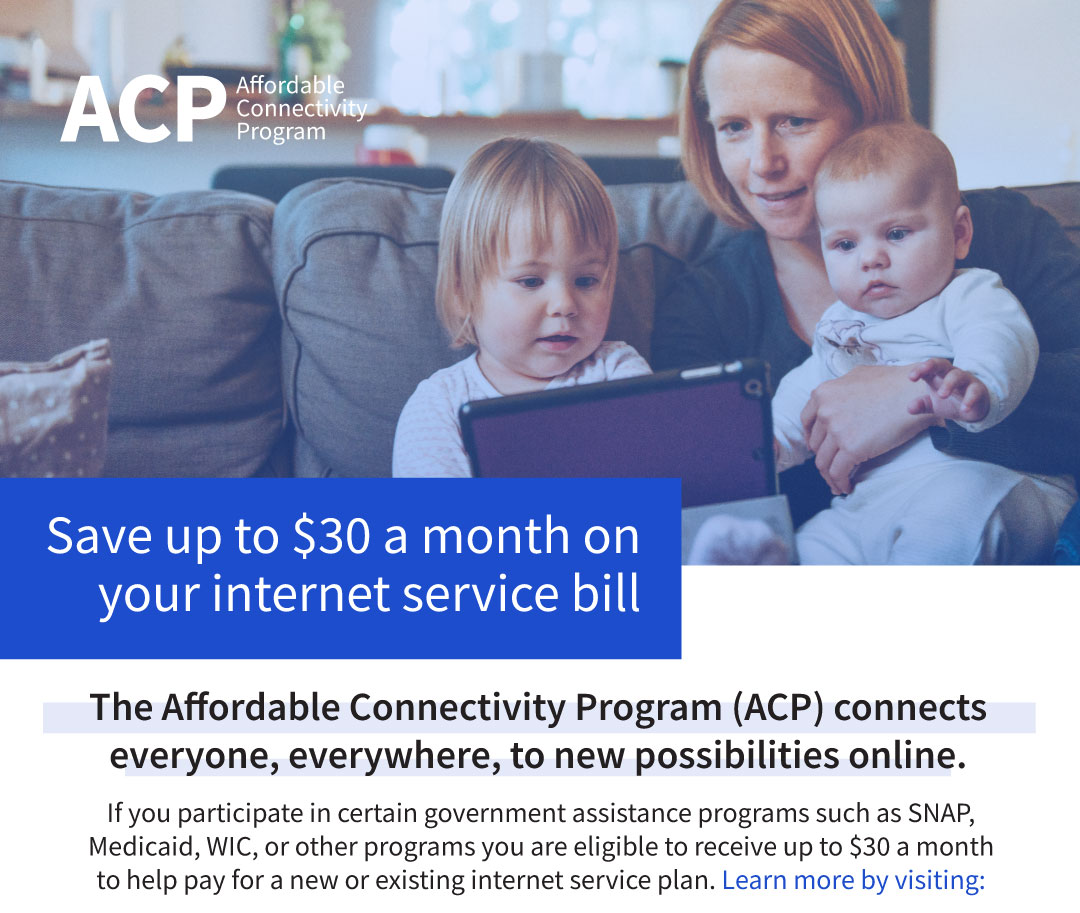 ACP
Affordable
Connectivity
Program
Save up to $30 a month on
your internet service bill
The Affordable Connectivity Program (ACP) connects
everyone, everywhere, to new possibilities online.
If you participate in certain government assistance programs such as SNAP,
Medicaid, WIC, or other programs you are eligible to receive up to $30 a month
to help pay for a new or existing internet service plan. Learn more by visiting: